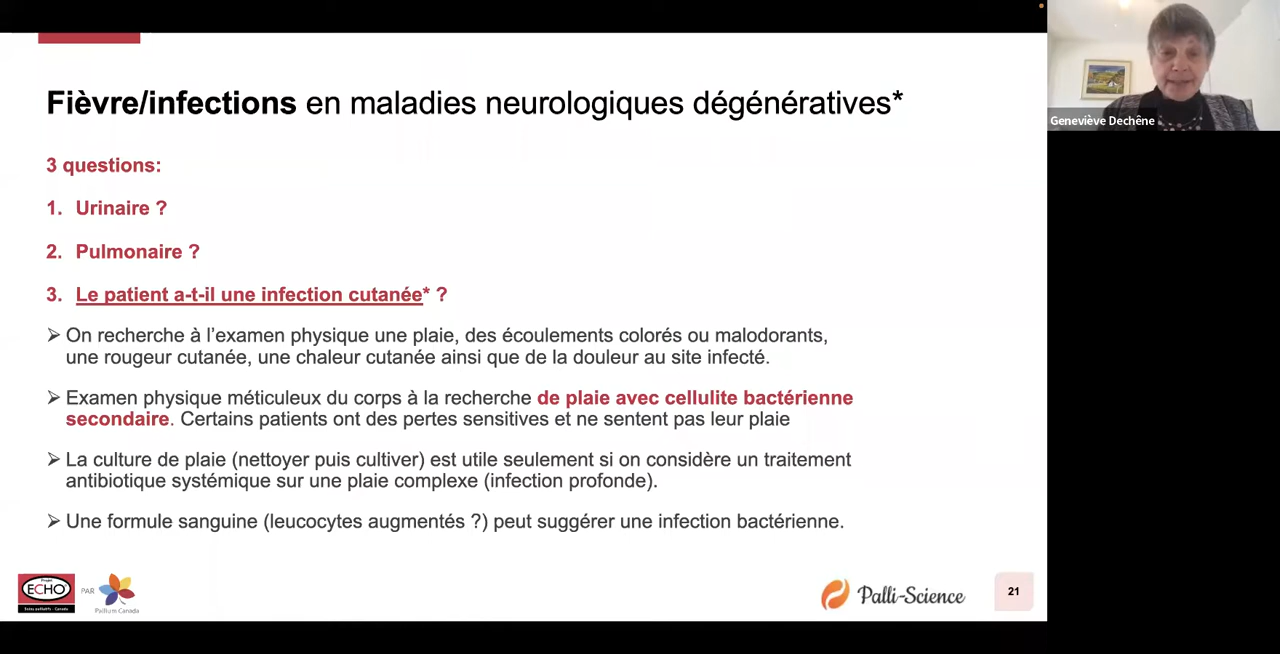 Fièvre/infections en maladies neurologiques dégénératives*
3 questions:
1. Urinaire ?
2. Pulmonaire ?
3. Le patient a-t-il une infection cutanée* ?
➢ On recherche à l’examen physique une plaie, des écoulements colorés ou malodorants,
une rougeur cutanée, une chaleur cutanée ainsi que de la douleur au site infecté.
➢ Examen physique méticuleux du corps à la recherche de plaie avec cellulite bactérienne
secondaire. Certains patients ont des pertes sensitives et ne sentent pas leur plaie
➢ La culture de plaie (nettoyer puis cultiver) est utile seulement si on considère un traitement
antibiotique systémique sur une plaie complexe (infection profonde).
➢ Une formule sanguine (leucocytes augmentés ?) peut suggérer une infection bactérienne.
Projet
ECHO
Soins palliatifs Canada
PAR
Pallium Canada
Palli-Science
21
Geneviève Dechêne